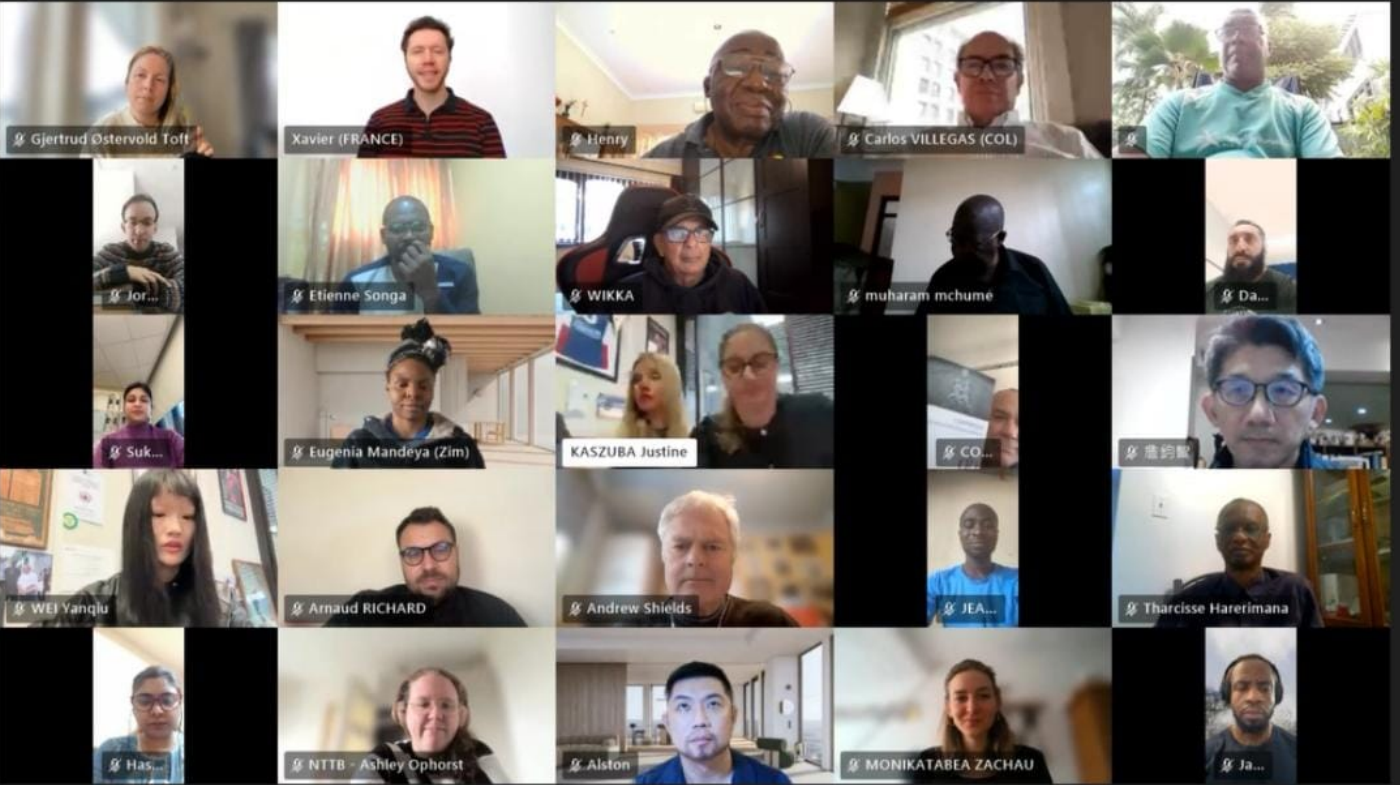 Gjertrud Østervold Toft
Xavier (FRANCE)
Henry
Carlos VILLEGAS (COL)
Jor...
Etienne Songa
WIKKA
muharam mchume
Da...
Suk...
Eugenia Mandeya (Zim)
KASZUBA Justine
CO...
WEI Yanqiu
Arnaud RICHARD
Andrew Shields
JEA...
Tharcisse Harerimana
Has...
NTTB - Ashley Ophorst
Alston
MONIKATABEA ZACHAU
Ja...